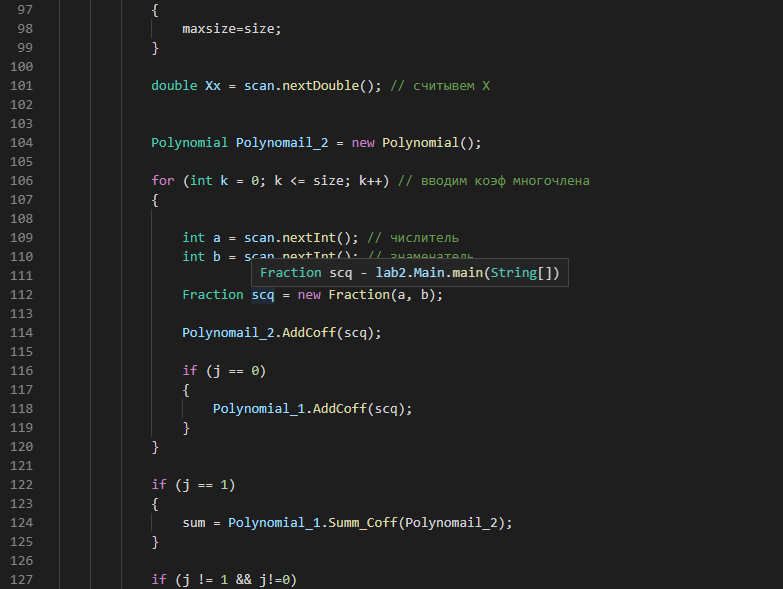 97 {
98 maxsize=size;
99 }
100
101 double Xx = scan.nextDouble(); // считывем X
102
103
104 Polynomial Polynomail_2 = new Polynomial();
105
106 for (int k = 0; k <= size; k++) // вводим коэф многочлена
107 {
108
109 int a = scan.nextInt(); // числитель
110 int b = scan.nextInt(); // знаменатель
111 Fraction scq - lab2.Main.main(String[])
112 Fraction scq = new Fraction(a, b);
113
114 Polynomail_2.AddCoff(scq);
115
116 if (j == 0)
117 {
118 Polynomial_1.AddCoff(scq);
119 }
120 }
121
122 if (j == 1)
123 {
124 sum = Polynomial_1.Summ_Coff(Polynomail_2);
125 }
126
127 if (j != 1 && j!=0)